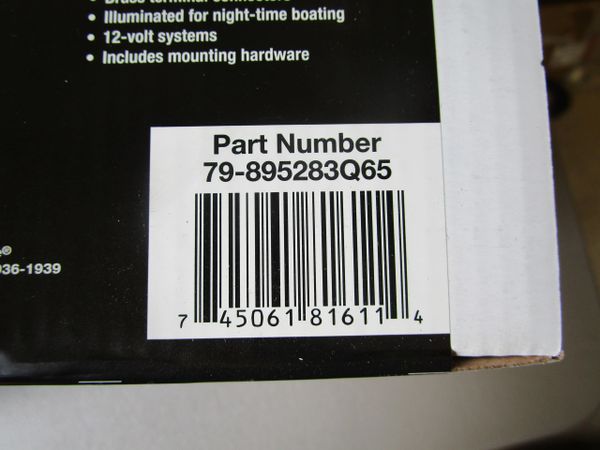 • Illuminated for night-time boating
• 12-volt systems
• Includes mounting hardware
Part Number
79-895283Q65
7 45061 81611 4
®
36-1939